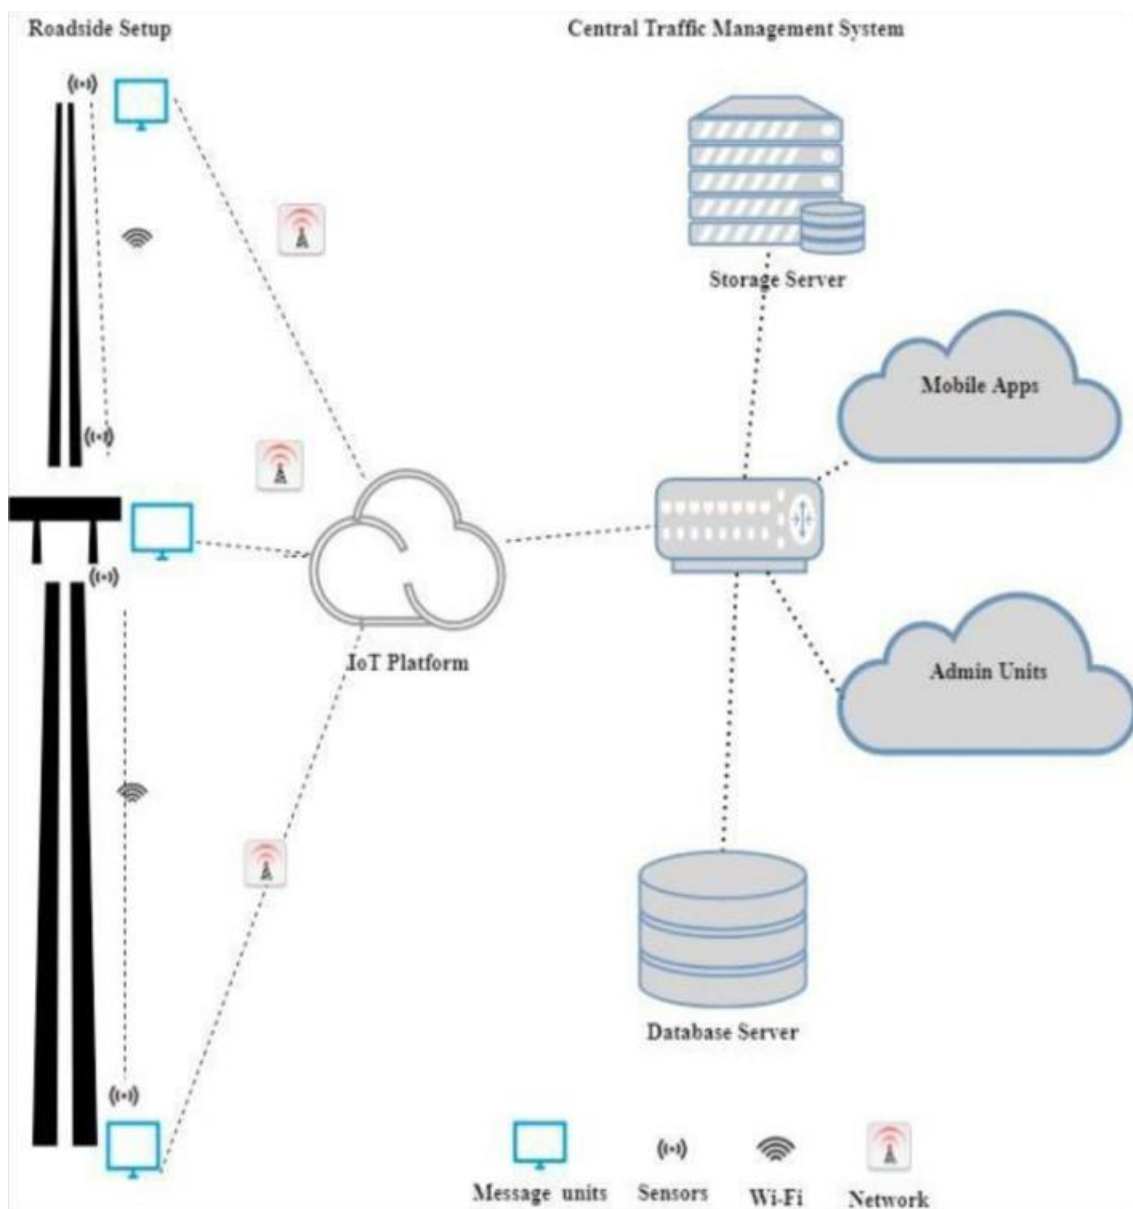 Roadside Setup
Central Traffic Management System
Storage Server
Mobile Apps
IoT Platform
Admin Units
Database Server
Message units
Sensors
Wi-Fi
Network